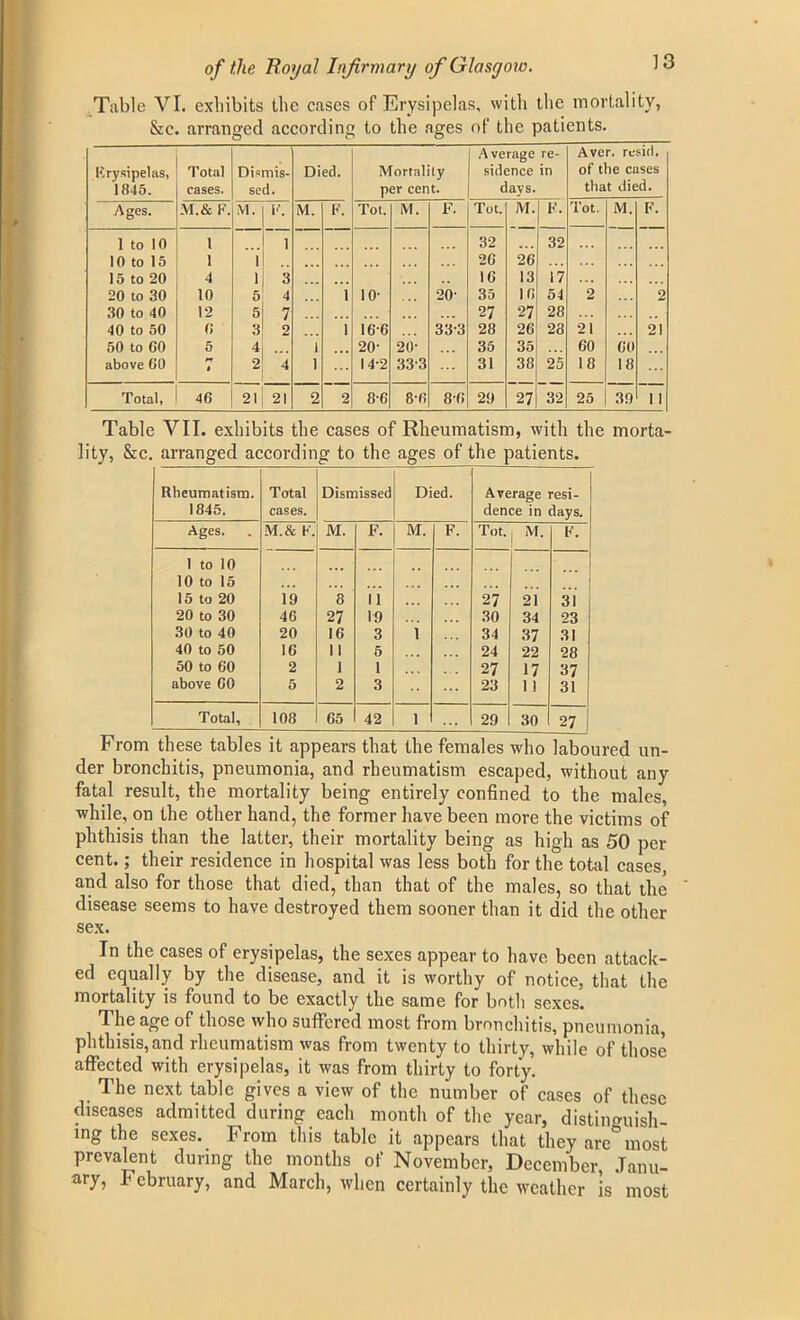 of the Royal Infirmary of Glasgow. 13
Table VI. exhibits the cases of Erysipelas, with the mortality,
&c. arranged according to the ages of the patients.
Erysipelas, 1845. | Total cases. | Dismissed. | Died. | Mortality per cent. | Average residence in days. | Aver. resid. of the cases that died.
Ages. | M.& F. | M. | F. | M. | F. | Tot. | M. | F. | Tot. | M. | F. | Tot. | M. | F.
1 to 10 | 1 | ... | 1 | ... | ... | ... | ... | ... | 32 | ... | 32 | ... | ... | ...
10 to 15 | 1 | 1 | .. | ... | ... | ... | ... | ... | 26 | 26 | ... | ... | ... | ...
15 to 20 | 4 | 1 | 3 | ... | ... | ... | ... | .. | 16 | 13 | 17 | ... | ... | ...
20 to 30 | 10 | 5 | 4 | ... | 1 | 10· | ... | 20· | 35 | 16 | 54 | 2 | ... | 2
30 to 40 | 12 | 5 | 7 | ... | ... | ... | ... | ... | 27 | 27 | 28 | ... | ... | ..
40 to 50 | 6 | 3 | 2 | ... | 1 | 16·6 | ... | 33·3 | 28 | 26 | 28 | 21 | ... | 21
50 to 60 | 5 | 4 | ... | 1 | ... | 20· | 20· | ... | 35 | 35 | ... | 60 | 60 | ...
above 60 | 7 | 2 | 4 | 1 | ... | 14·2 | 33·3 | ... | 31 | 38 | 25 | 18 | 18 | ...
Total, | 46 | 21 | 21 | 2 | 2 | 8·6 | 8·6 | 8·6 | 29 | 27 | 32 | 25 | 39 | 11
Table VII. exhibits the cases of Rheumatism, with the morta-
lity, &c. arranged according to the ages of the patients.
Rheumatism. 1845. | Total cases. | Dismissed | Died. | Average resi-dence in days.
Ages. . | M.& F. | M. | F. | M. | F. | Tot. | M. | F.
1 to 10 | ... | ... | ... | .. | ... | ... | ... | ...
10 to 15 | ... | ... | ... | ... | ... | ... | ... | ...
15 to 20 | 19 | 8 | 11 | ... | ... | 27 | 21 | 31
20 to 30 | 46 | 27 | 19 | ... | ... | 30 | 34 | 23
30 to 40 | 20 | 16 | 3 | 1 | ... | 34 | 37 | 31
40 to 50 | 16 | 11 | 5 | ... | ... | 24 | 22 | 28
50 to 60 | 2 | 1 | 1 | ... | ... | 27 | 17 | 37
above 60 | 5 | 2 | 3 | .. | ... | 23 | 11 | 31
Total, | 108 | 65 | 42 | 1 | ... | 29 | 30 | 27
From these tables it appears that the females who laboured un-
der bronchitis, pneumonia, and rheumatism escaped, without any
fatal result, the mortality being entirely confined to the males,
while, on the other hand, the former have been more the victims of
phthisis than the latter, their mortality being as high as 50 per
cent.; their residence in hospital was less both for the total cases,
and also for those that died, than that of the males, so that the
disease seems to have destroyed them sooner than it did the other
sex.
In the cases of erysipelas, the sexes appear to have been attack-
ed equally by the disease, and it is worthy of notice, that the
mortality is found to be exactly the same for both sexes.
The age of those who suffered most from bronchitis, pneumonia,
phthisis, and rheumatism was from twenty to thirty, while of those
affected with erysipelas, it was from thirty to forty.
The next table gives a view of the number of cases of these
diseases admitted during each month of the year, distinguish-
ing the sexes. From this table it appears that they are most
prevalent during the months of November, December, Janu-
ary, February, and March, when certainly the weather is most